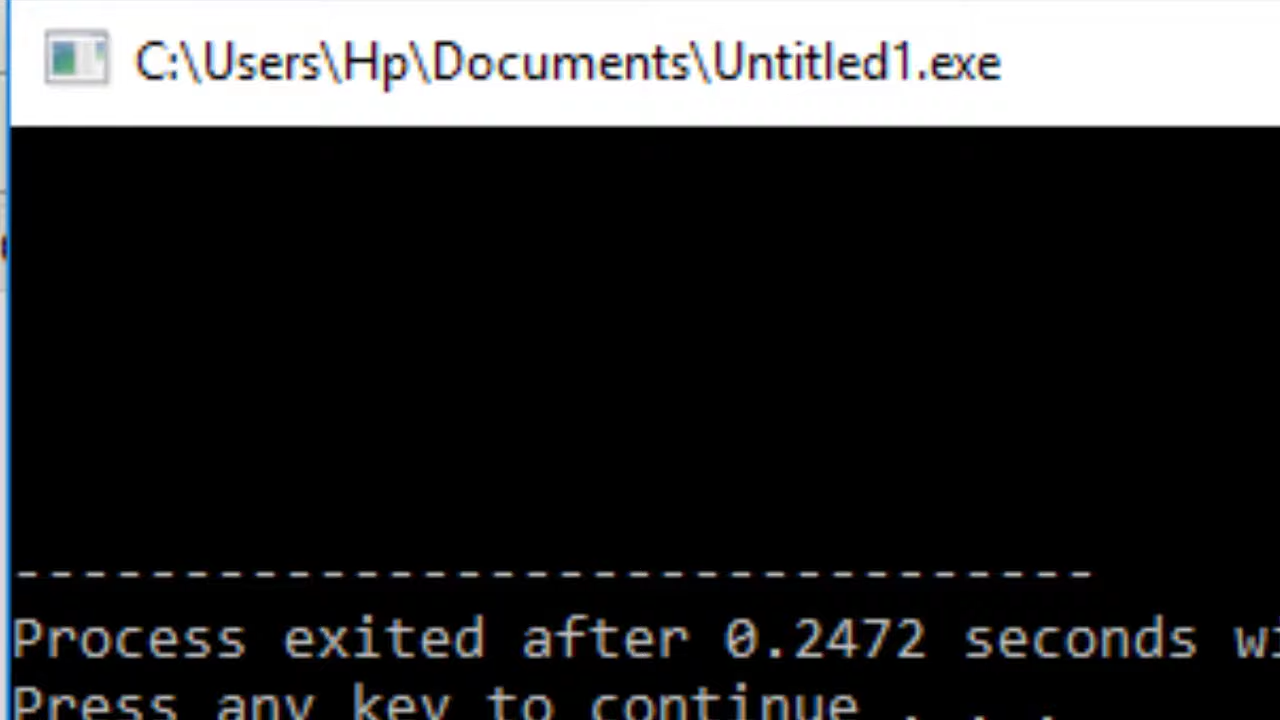 C:\Users\Hp\Documents\Untitled1.exe
----------------------------------
Process exited after 0.2472 seconds
Press any key to continue . . .